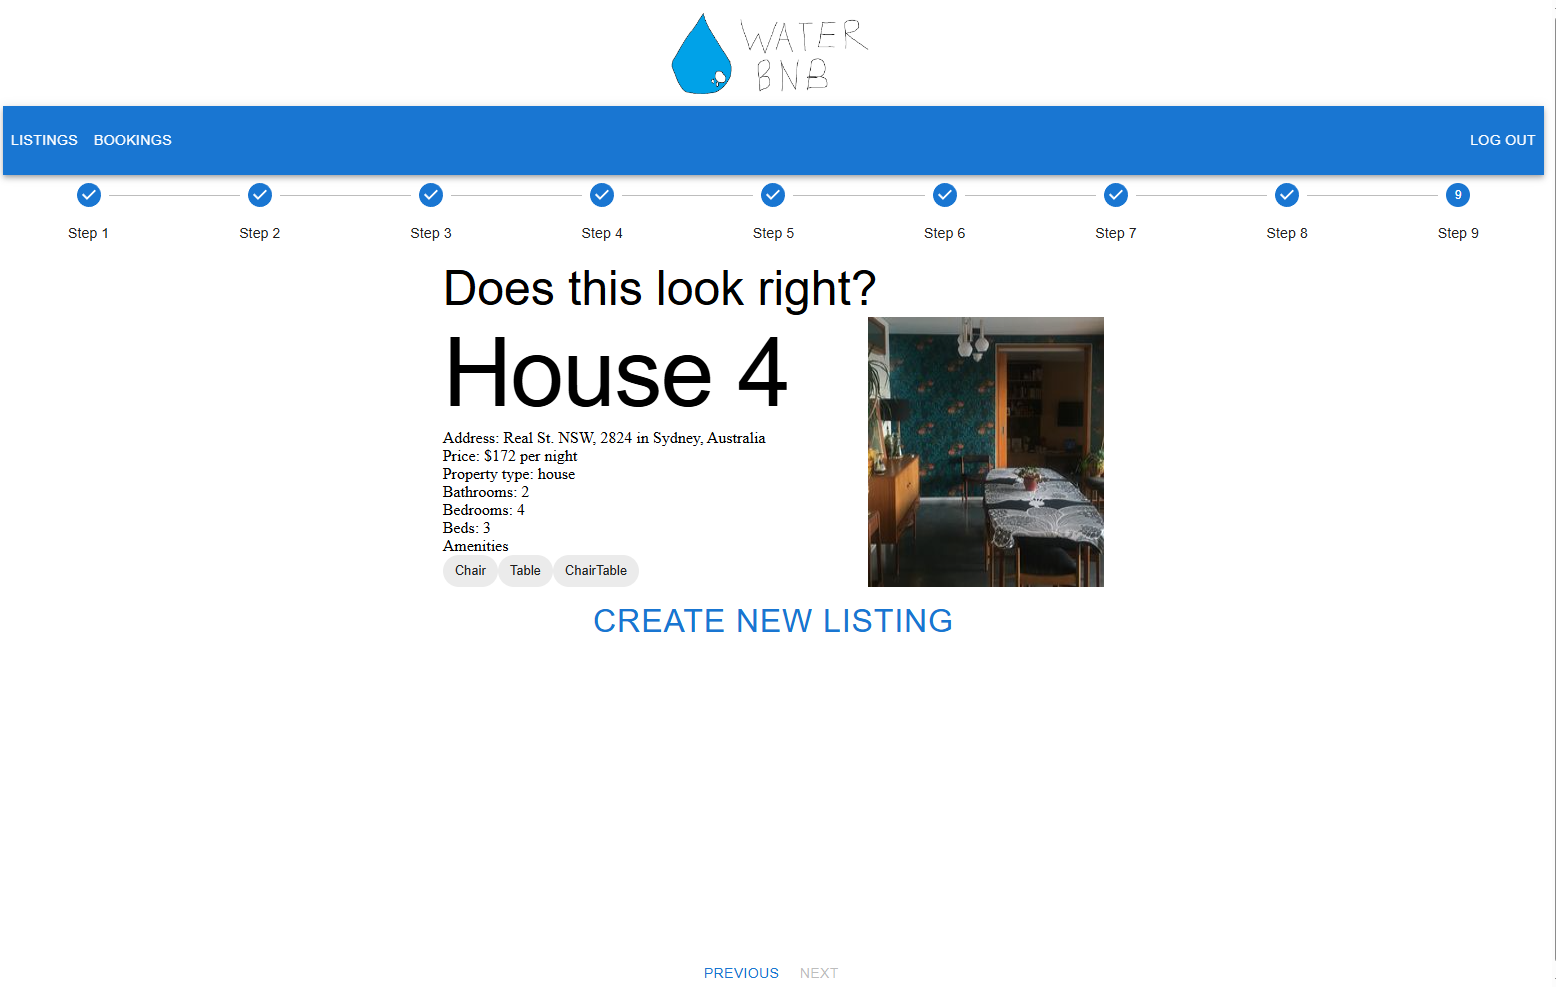 WATER
BNB
LISTINGS BOOKINGS LOG OUT
9
Step 1 Step 2 Step 3 Step 4 Step 5 Step 6 Step 7 Step 8 Step 9
Does this look right?
House 4
Address: Real St. NSW, 2824 in Sydney, Australia
Price: $172 per night
Property type: house
Bathrooms: 2
Bedrooms: 4
Beds: 3
Amenities
Chair Table ChairTable
CREATE NEW LISTING
PREVIOUS NEXT